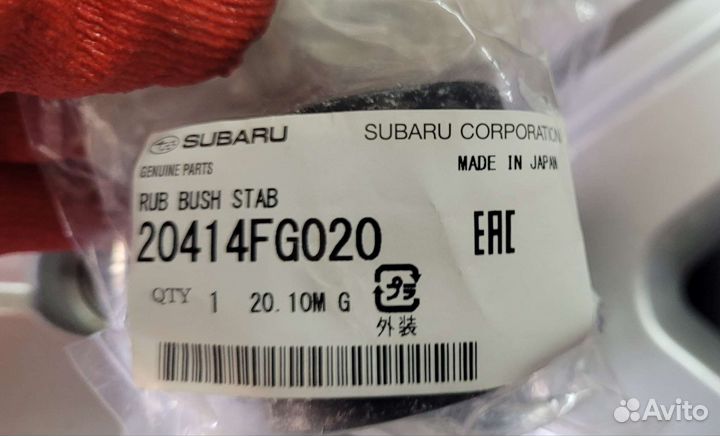 SUBARU SUBARU CORPORATION
GENUINE PARTS MADE IN JAPAN
RUB BUSH STAB
20414FG020 EAC
QTY 1 20.10M G プラ
外装
Avito